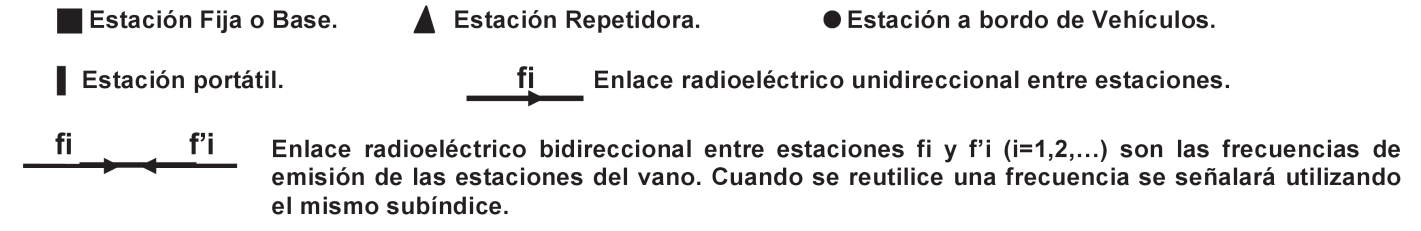 Estación Fija o Base. Estación Repetidora. Estación a bordo de Vehículos.
Estación portátil. fi Enlace radioeléctrico unidireccional entre estaciones.
fi f’i Enlace radioeléctrico bidireccional entre estaciones fi y f’i (i=1,2,…) son las frecuencias de
emisión de las estaciones del vano. Cuando se reutilice una frecuencia se señalará utilizando
el mismo subíndice.